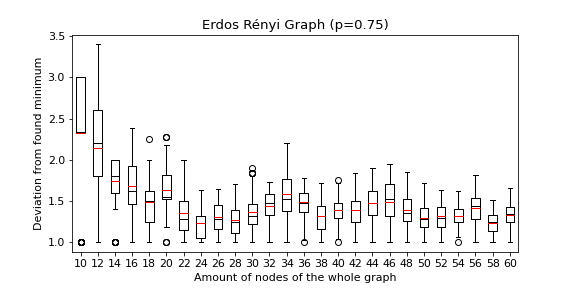 Erdos Rényi Graph (p=0.75)
3.5
3.0
2.5
2.0
1.5
1.0
Deviation from found minimum
10 12 14 16 18 20 22 24 26 28 30 32 34 36 38 40 42 44 46 48 50 52 54 56 58 60
Amount of nodes of the whole graph